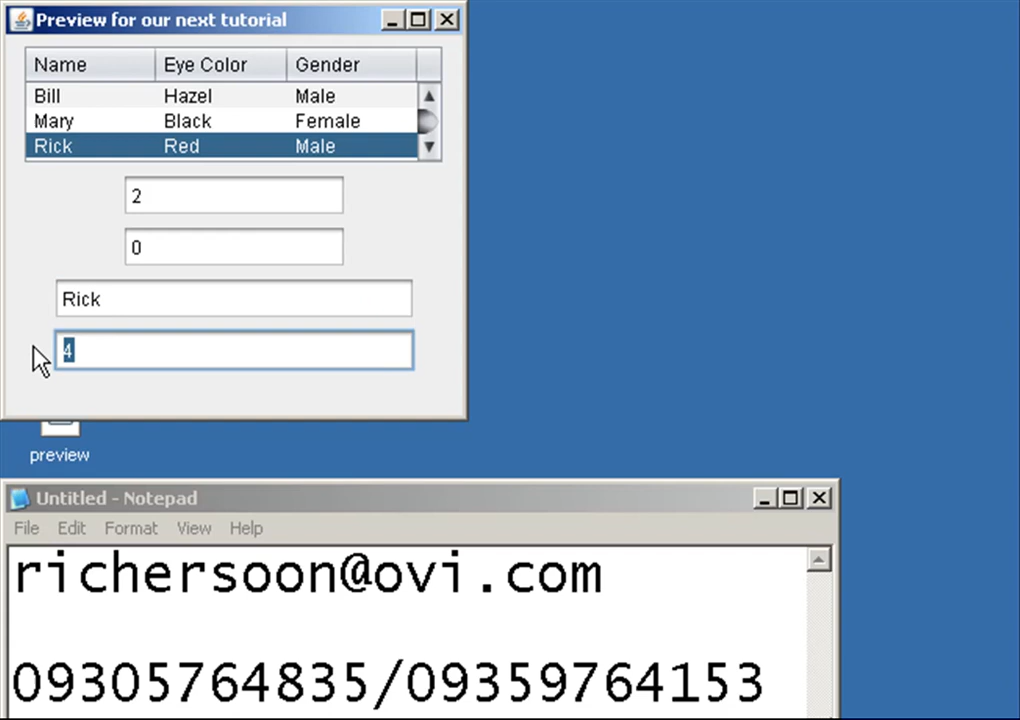 Preview for our next tutorial
Name Eye Color Gender
Bill Hazel Male
Mary Black Female
Rick Red Male
2
0
Rick
4
preview
Untitled - Notepad
File Edit Format View Help
richersoon@ovi.com
09305764835/09359764153